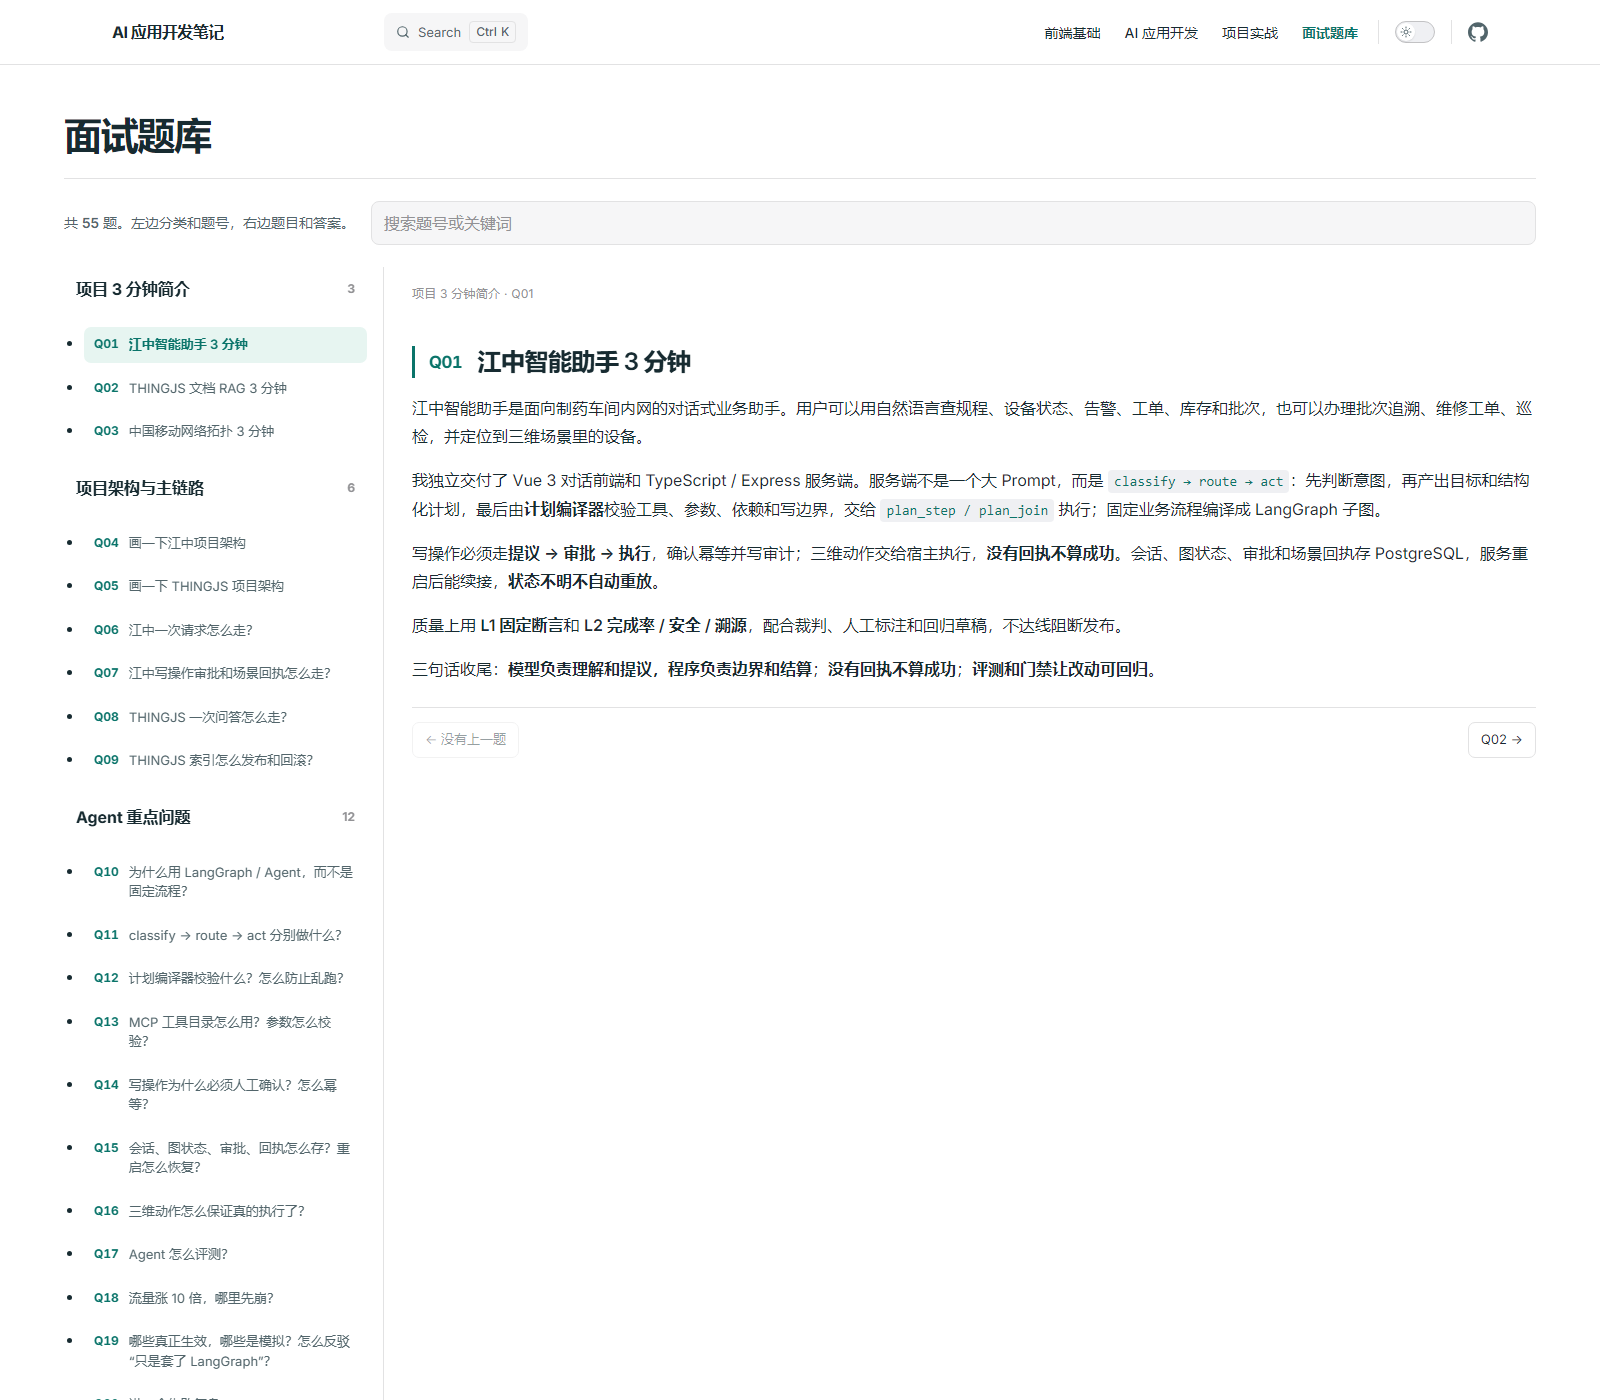 AI 应用开发笔记
Search Ctrl K
前端基础 AI 应用开发 项目实战 面试题库
面试题库
共 55 题。左边分类和题号，右边题目和答案。
搜索题号或关键词
项目 3 分钟简介 3
Q01 江中智能助手 3 分钟
Q02 THINGJS 文档 RAG 3 分钟
Q03 中国移动网络拓扑 3 分钟
项目架构与主链路 6
Q04 画一下江中项目架构
Q05 画一下 THINGJS 项目架构
Q06 江中一次请求怎么走？
Q07 江中写操作审批和场景回执怎么走？
Q08 THINGJS 一次问答怎么走？
Q09 THINGJS 索引怎么发布和回滚？
Agent 重点问题 12
Q10 为什么用 LangGraph / Agent，而不是
固定流程？
Q11 classify → route → act 分别做什么？
Q12 计划编译器校验什么？怎么防止乱跑？
Q13 MCP 工具目录怎么用？参数怎么校
验？
Q14 写操作为什么必须人工确认？怎么幂
等？
Q15 会话、图状态、审批、回执怎么存？重
启怎么恢复？
Q16 三维动作怎么保证真的执行了？
Q17 Agent 怎么评测？
Q18 流量涨 10 倍，哪里先崩？
Q19 哪些真正生效，哪些是模拟？怎么反驳
“只是套了 LangGraph”？
项目 3 分钟简介 · Q01
Q01 江中智能助手 3 分钟
江中智能助手是面向制药车间内网的对话式业务助手。用户可以用自然语言查规程、设备状态、告警、工单、库存和批次，也可以办理批次追溯、维修工单、巡
检，并定位到三维场景里的设备。
我独立交付了 Vue 3 对话前端和 TypeScript / Express 服务端。服务端不是一个大 Prompt，而是 classify → route → act：先判断意图，再产出目标和结构
化计划，最后由计划编译器校验工具、参数、依赖和写边界，交给 plan_step / plan_join 执行；固定业务流程编译成 LangGraph 子图。
写操作必须走提议 → 审批 → 执行，确认幂等并写审计；三维动作交给宿主执行，没有回执不算成功。会话、图状态、审批和场景回执存 PostgreSQL，服务重
启后能续接，状态不明不自动重放。
质量上用 L1 固定断言和 L2 完成率 / 安全 / 溯源，配合裁判、人工标注和回归草稿，不达线阻断发布。
三句话收尾：模型负责理解和提议，程序负责边界和结算；没有回执不算成功；评测和门禁让改动可回归。
← 没有上一题
Q02 →